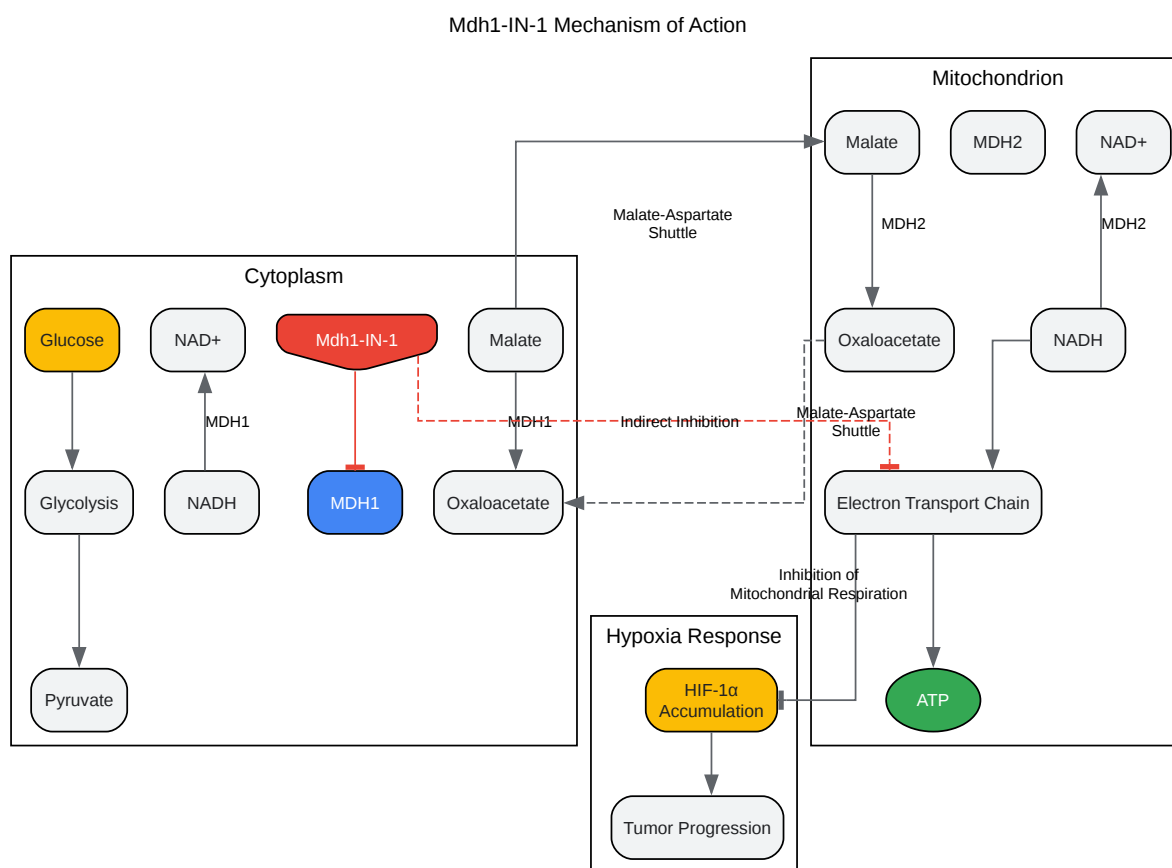 Mdh1-IN-1 Mechanism of Action
Mitochondrion
Malate
MDH2
NAD+
Malate-Aspartate
Shuttle
MDH2
MDH2
Cytoplasm
Glucose
NAD+
Mdh1-IN-1
Malate
Oxaloacetate
NADH
MDH1
MDH1
Indirect Inhibition
Malate-Aspartate
Shuttle
Glycolysis
NADH
MDH1
Oxaloacetate
Electron Transport Chain
Inhibition of
Mitochondrial Respiration
Hypoxia Response
Pyruvate
HIF-1α
Accumulation
ATP
Tumor Progression